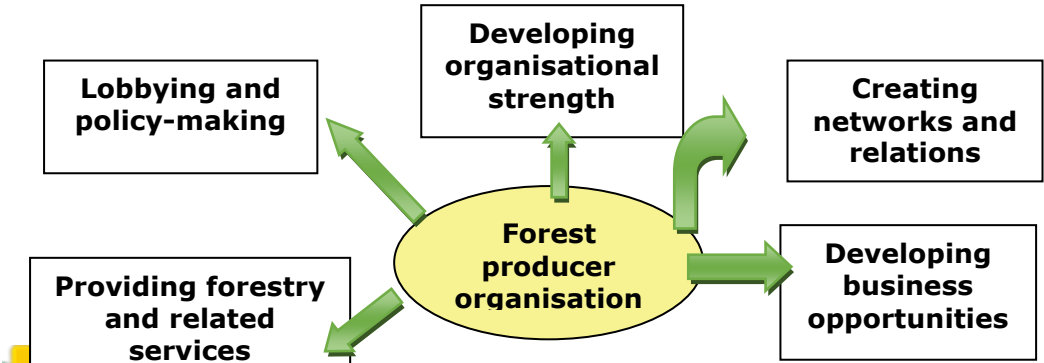 Developing
organisational
strength
Lobbying and
policy-making
Creating
networks and
relations
Forest
producer
organisation
Developing
business
opportunities
Providing forestry
and related
services